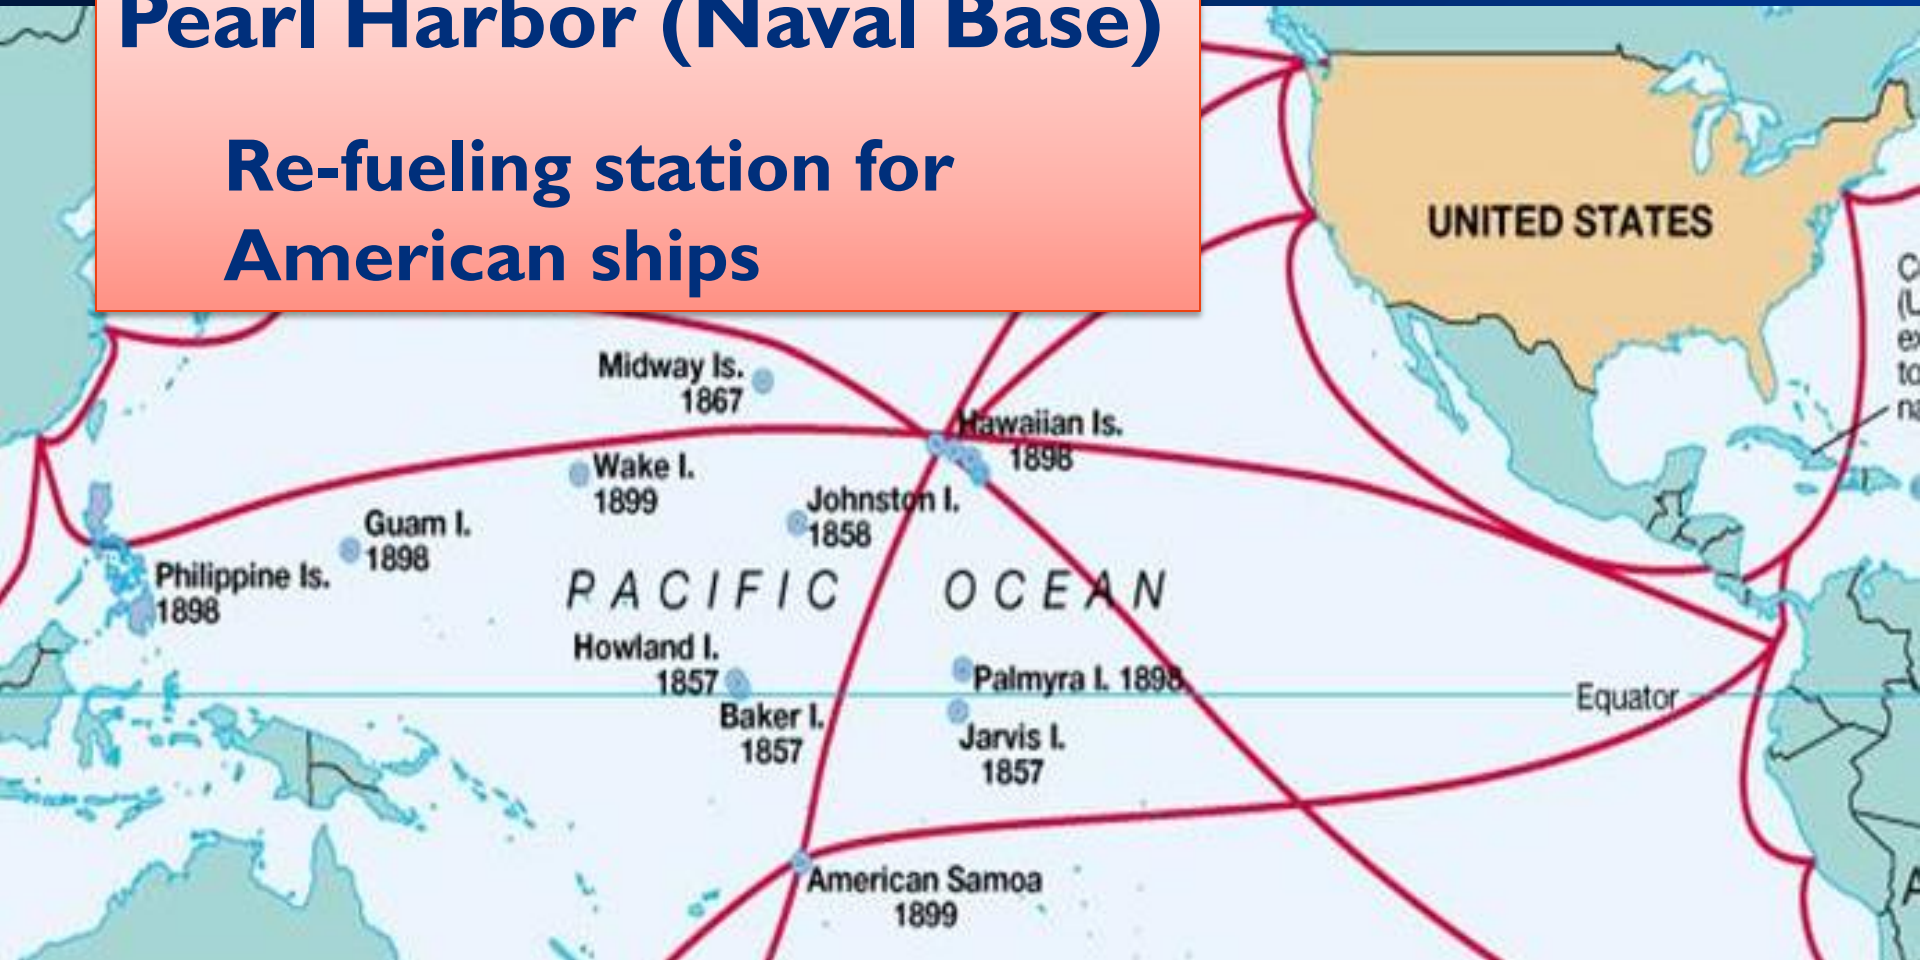 Pearl Harbor (Naval Base)
Re-fueling station for
American ships
UNITED STATES
Midway Is.
1867
Hawaiian Is.
1898
Wake I.
1899
Johnston I.
1858
Guam I.
1898
Philippine Is.
1898
PACIFIC OCEAN
Howland I.
1857
Palmyra I. 1898
Equator
Baker I.
1857
Jarvis I.
1857
American Samoa
1899